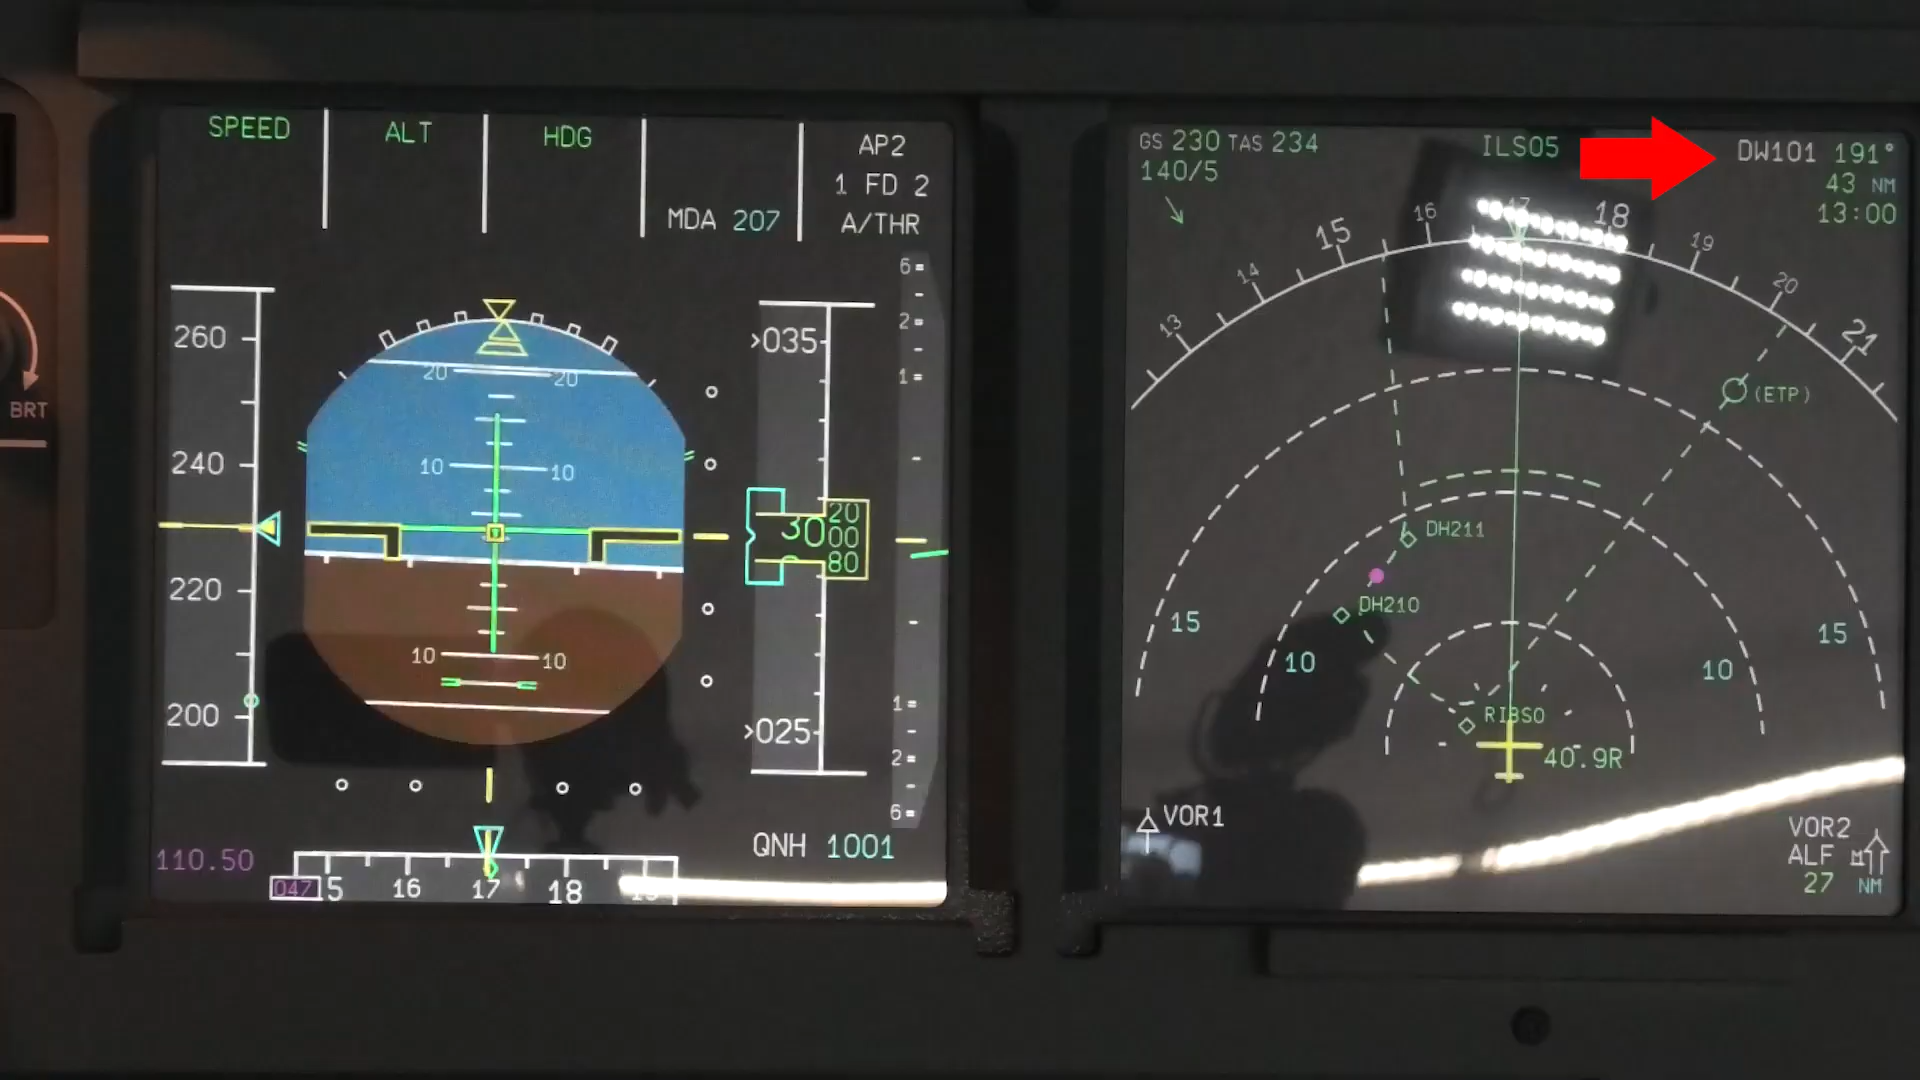 SPEED ALT HDG AP2
1 FD 2
MDA 207 A/THR
6
2
1
260
240
220
200
20 20
10 10
10 10
>035
30 20
00
80
>025
1
2
6
QNH 1001
110.50
047 5 16 17 18 19
BRT
GS 230 TAS 234 ILS05 DW101 191°
140/5 43 NM
13:00
13 14 15 16 17 18 19 20 21
(ETP)
DH211
DH210
15 15
10 10
RIBSO
40.9R
VOR1
VOR2
ALF M
27 NM